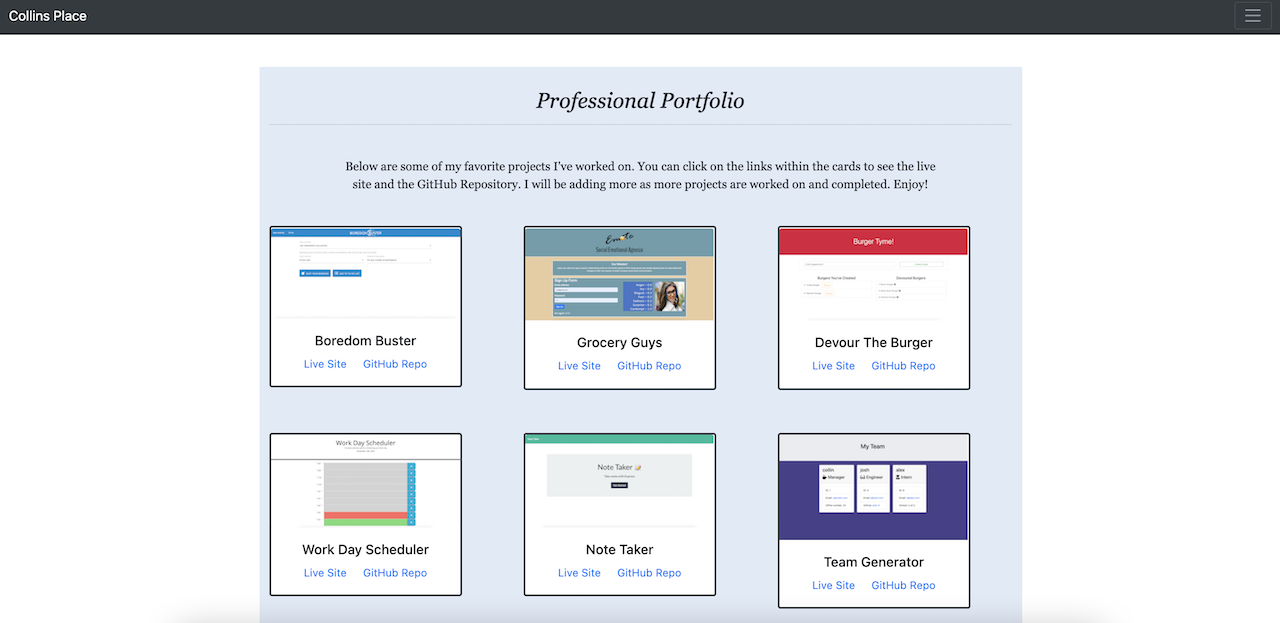 Collins Place
Professional Portfolio
Below are some of my favorite projects I've worked on. You can click on the links within the cards to see the live
site and the GitHub Repository. I will be adding more as more projects are worked on and completed. Enjoy!
BOREDOM BUSTER
Boredom Buster
Live Site GitHub Repo
Emote
Social Emotional Agency
Sign Up Form
Grocery Guys
Live Site GitHub Repo
Burger Tyme!
Burgers You've Created
Devoured Burgers
Devour The Burger
Live Site GitHub Repo
Work Day Scheduler
Work Day Scheduler
Live Site GitHub Repo
Note Taker
Note Taker
Live Site GitHub Repo
My Team
collin
Manager
josh
Engineer
alex
Intern
Team Generator
Live Site GitHub Repo